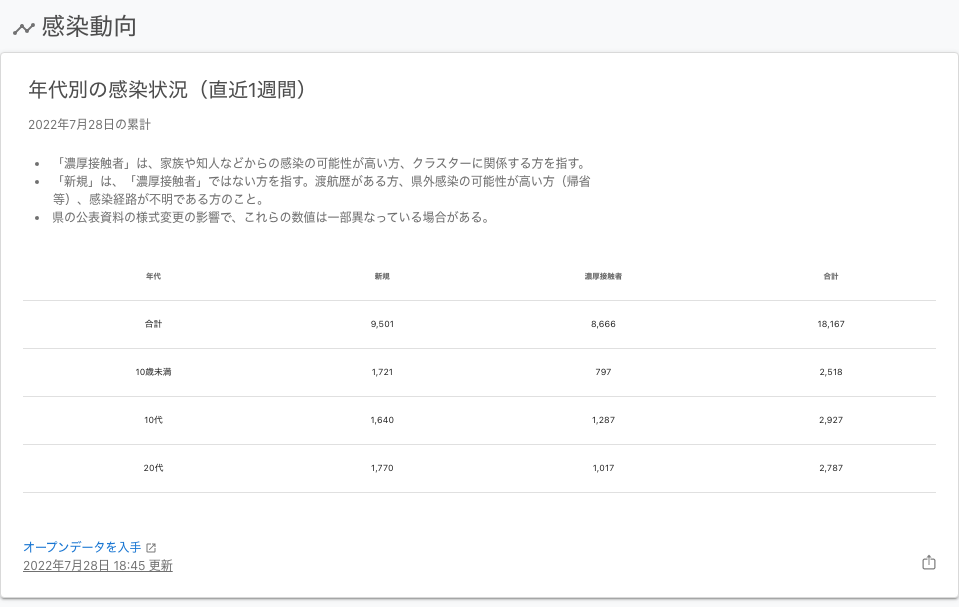 感染動向
年代別の感染状況（直近1週間）
2022年7月28日の累計
• 「濃厚接触者」は、家族や知人などからの感染の可能性が高い方、クラスターに関係する方を指す。
• 「新規」は、「濃厚接触者」ではない方を指す。渡航歴がある方、県外感染の可能性が高い方（帰省
等）、感染経路が不明である方のこと。
• 県の公表資料の様式変更の影響で、これらの数値は一部異なっている場合がある。
年代 新規 濃厚接触者 合計
合計 9,501 8,666 18,167
10歳未満 1,721 797 2,518
10代 1,640 1,287 2,927
20代 1,770 1,017 2,787
オープンデータを入手
2022年7月28日 18:45 更新